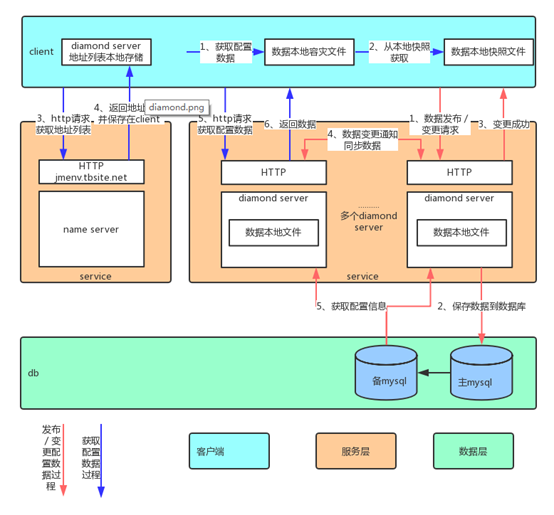 client
diamond server
地址列表本地存储
1、获取配置
数据
数据本地容灾文件
2、从本地快照
获取
数据本地快照文件
3、http请求
获取地址列表
4、返回地址
并保存在client
diamond.png
5、http请求
获取配置数据
6、返回数据
4、数据变更通知
同步数据
1、数据发布 /
变更请求
3、变更成功
HTTP
jmenv.tbsite.net
name server
service
HTTP
diamond server
数据本地文件
..........
多个diamond
server
HTTP
diamond server
数据本地文件
service
5、获取配置信息
2、保存数据到数据库
db
备mysql
主mysql
发布
/变
更配
置数
据过
程
获取
配置
数据
过程
客户端
服务层
数据层